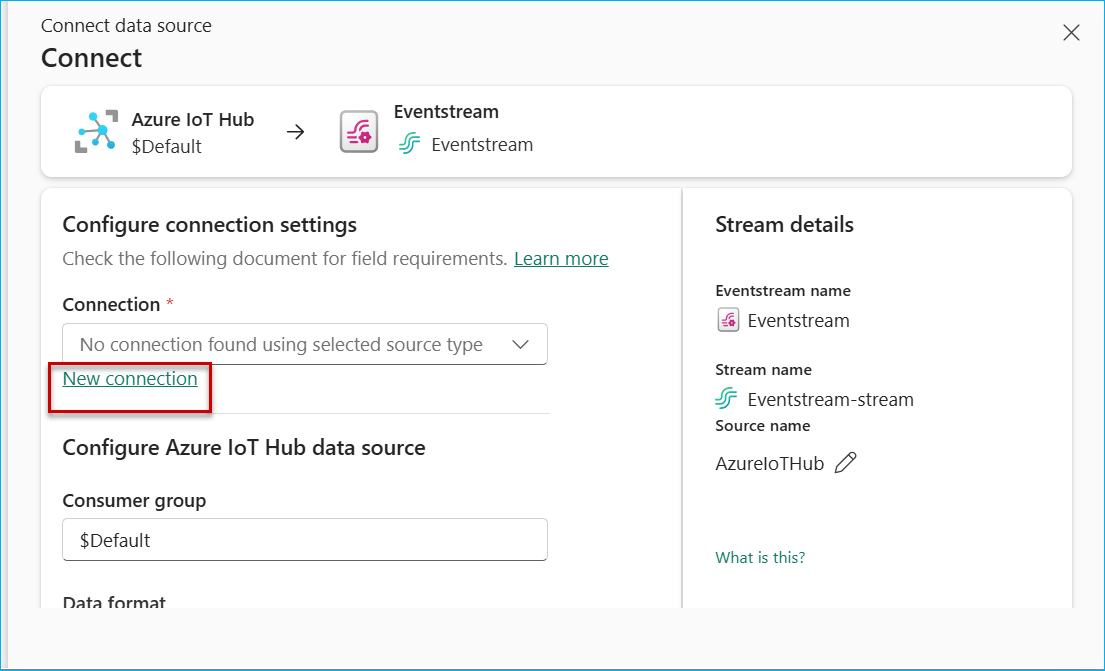 Connect data source
Connect
Azure IoT Hub
$Default
Eventstream
Eventstream
Configure connection settings
Check the following document for field requirements. Learn more
Connection *
No connection found using selected source type
New connection
Configure Azure IoT Hub data source
Consumer group
$Default
Data format
Stream details
Eventstream name
Eventstream
Stream name
Eventstream-stream
Source name
AzureIoTHub
What is this?